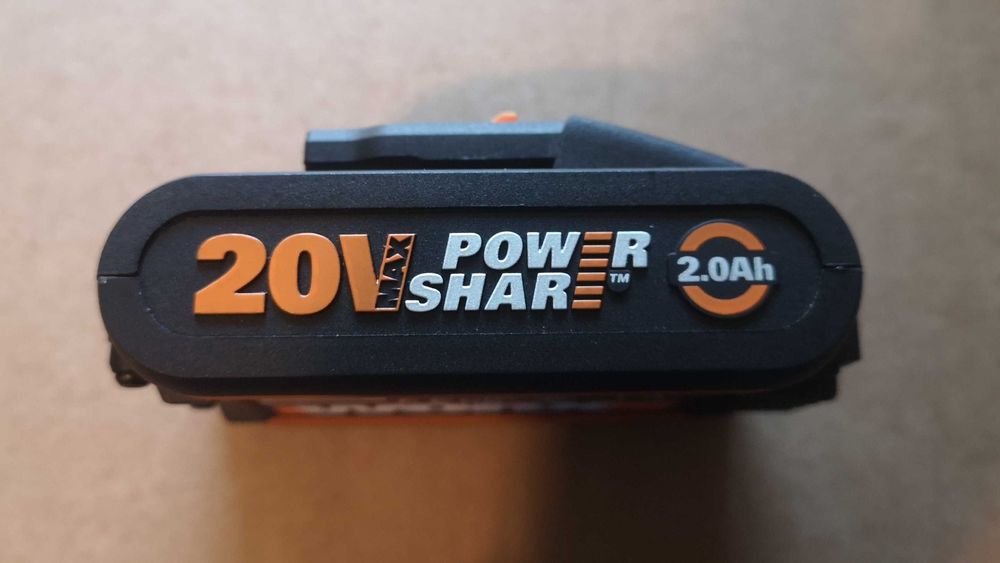 20V MAX POWER SHARE™ 2.0Ah